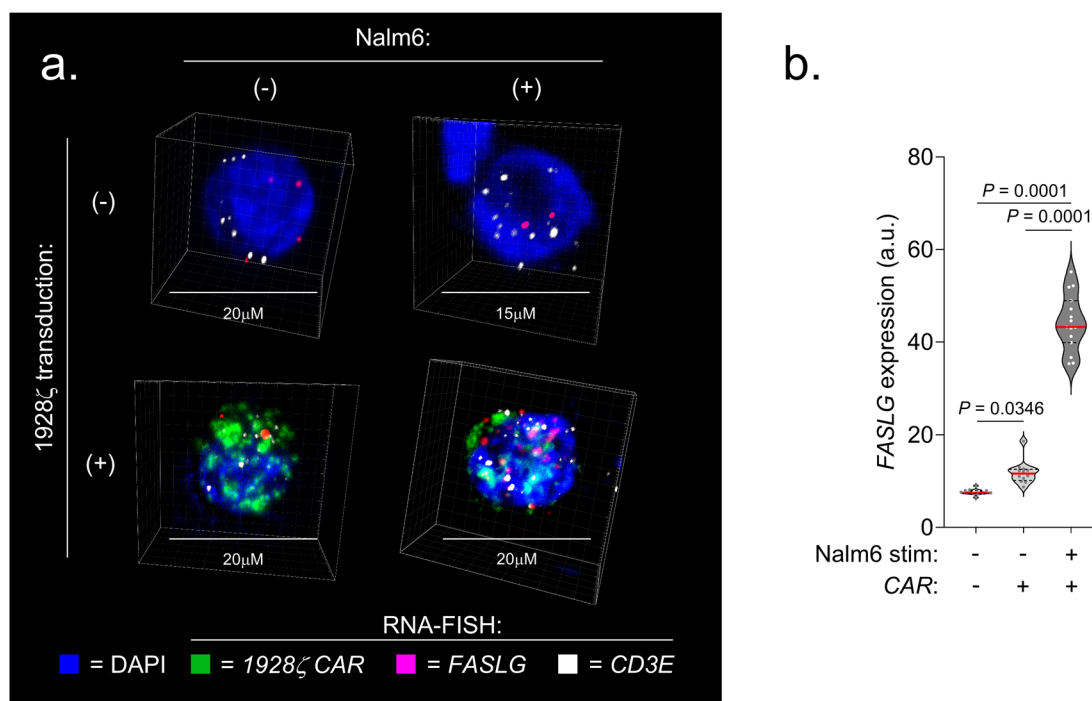 a.
Nalm6:
(-) (+)
1928ζ transduction:
(-)
20μM 15μM
(+)
20μM 20μM
RNA-FISH:
= DAPI = 1928ζ CAR = FASLG = CD3E
b.
FASLG expression (a.u.)
80
60
40
20
0
P = 0.0001
P = 0.0001
P = 0.0346
Nalm6 stim: - - +
CAR: - + +